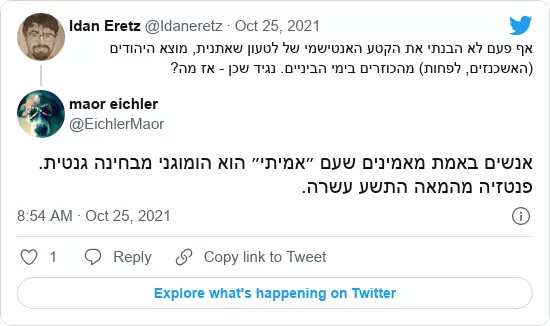 Idan Eretz @Idaneretz · Oct 25, 2021
אף פעם לא הבנתי את הקטע האנטישמי של לטעון שאתנית, מוצא היהודים
(האשכנזים, לפחות) מהכוזרים בימי הביניים. נגיד שכן - אז מה?
maor eichler
@EichlerMaor
אנשים באמת מאמינים שעם ״אמיתי״ הוא הומוגני מבחינה גנטית.
פנטזיה מהמאה התשע עשרה.
8:54 AM · Oct 25, 2021
1 Reply Copy link to Tweet
Explore what's happening on Twitter